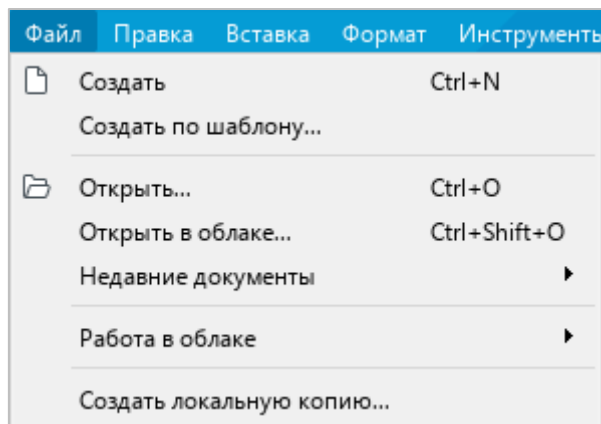 Файл Правка Вставка Формат Инструменты
Создать Ctrl+N
Создать по шаблону...
Открыть... Ctrl+O
Открыть в облаке... Ctrl+Shift+O
Недавние документы
Работа в облаке
Создать локальную копию...